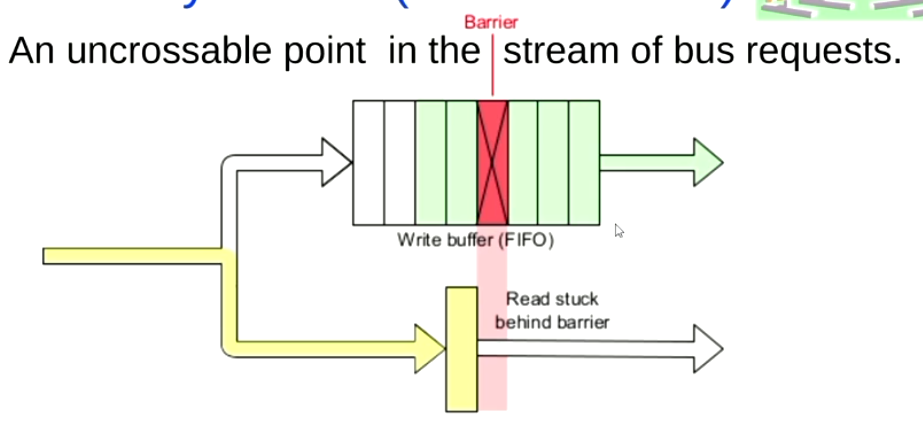 Barrier
An uncrossable point in the stream of bus requests.
Write buffer (FIFO)
Read stuck
behind barrier